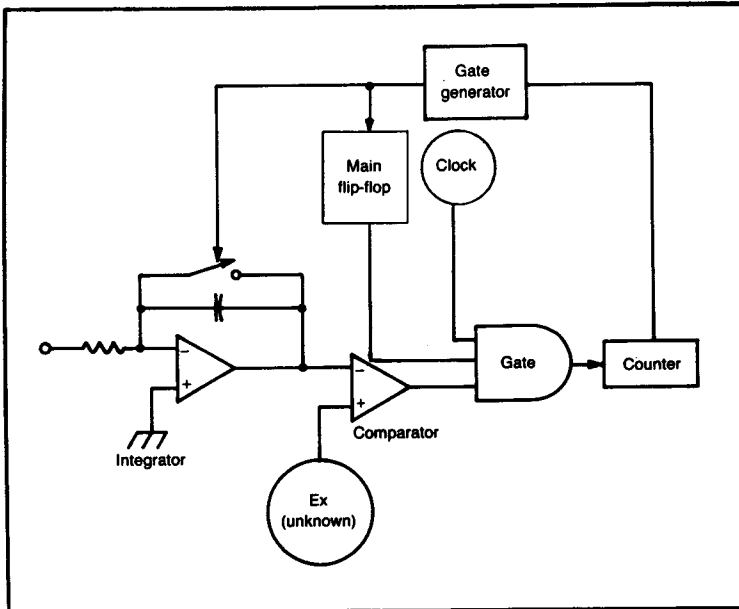 Gate
generator
Main
flip-flop
Clock
−
+
Integrator
−
+
Comparator
Gate
Counter
Ex
(unknown)